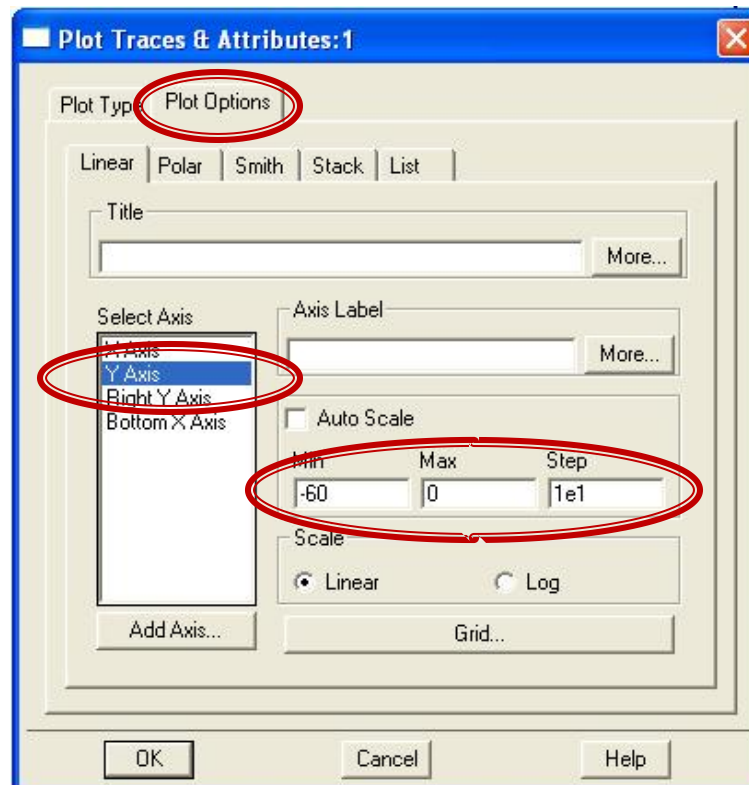 Plot Traces & Attributes:1
Plot Type Plot Options
Linear Polar Smith Stack List
Title
More...
Select Axis
Axis Label
X Axis
Y Axis
Right Y Axis
Bottom X Axis
More...
Auto Scale
Min Max Step
-60 0 1e1
Scale
Linear Log
Add Axis...
Grid...
OK Cancel Help